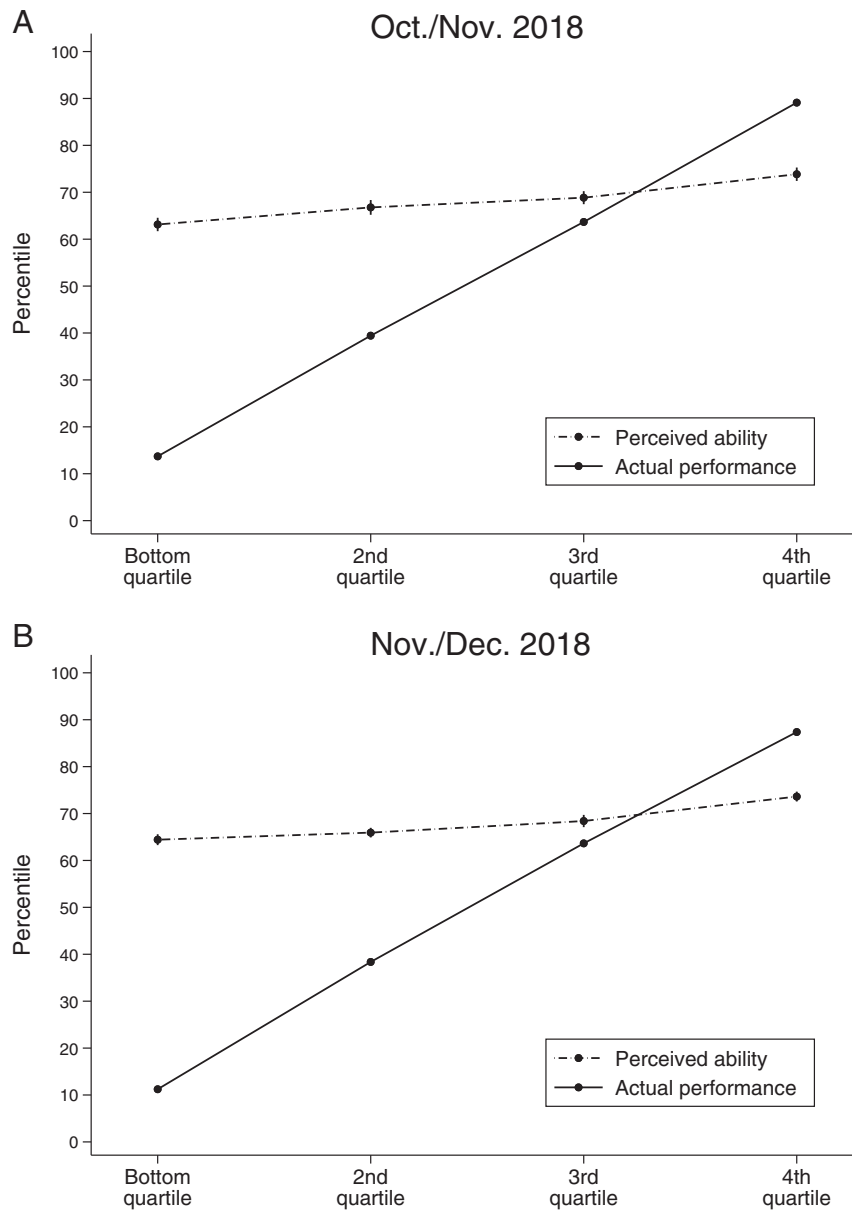 A
Oct./Nov. 2018
100
90
80
70
60
50
40
30
20
10
0
Percentile
Perceived ability
Actual performance
Bottom quartile
2nd quartile
3rd quartile
4th quartile
B
Nov./Dec. 2018
100
90
80
70
60
50
40
30
20
10
0
Percentile
Perceived ability
Actual performance
Bottom quartile
2nd quartile
3rd quartile
4th quartile